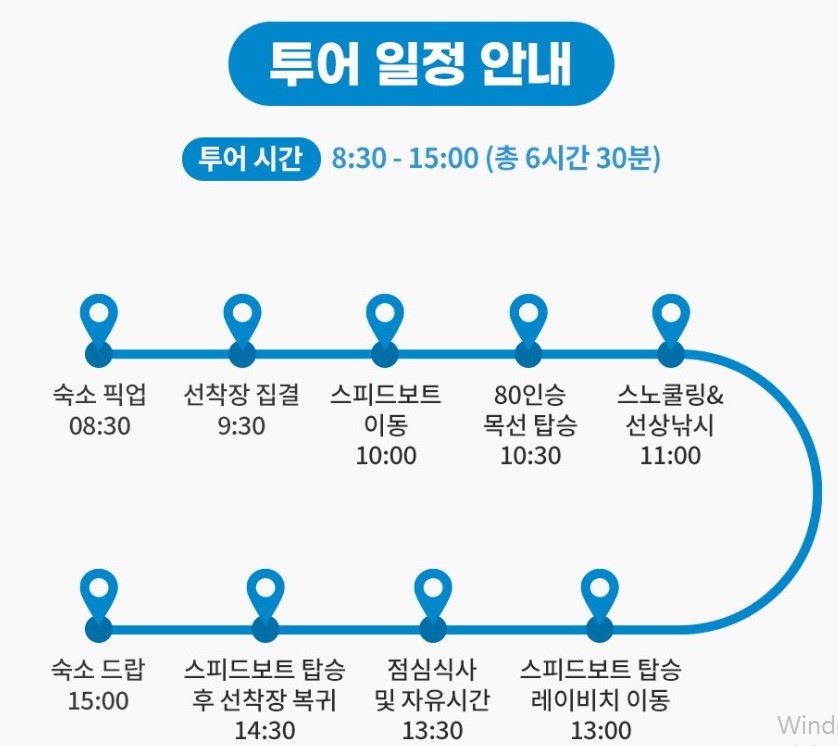 투어 일정 안내
투어 시간 8:30 - 15:00 (총 6시간 30분)
숙소 픽업
08:30
선착장 집결
9:30
스피드보트
이동
10:00
80인승
목선 탑승
10:30
스노쿨링&
선상낚시
11:00
스피드보트 탑승
레이비치 이동
13:00
점심식사
및 자유시간
13:30
스피드보트 탑승
후 선착장 복귀
14:30
숙소 드랍
15:00